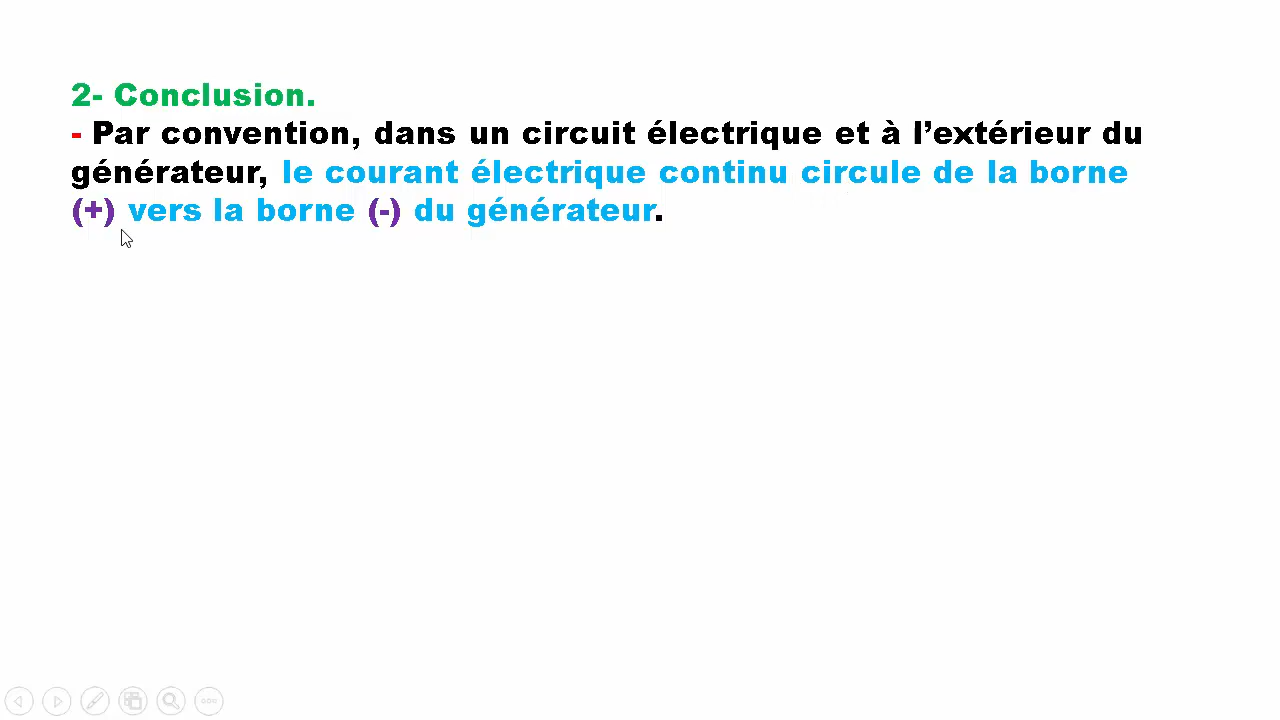 2- Conclusion.
- Par convention, dans un circuit électrique et à l’extérieur du
générateur, le courant électrique continu circule de la borne
(+) vers la borne (-) du générateur.